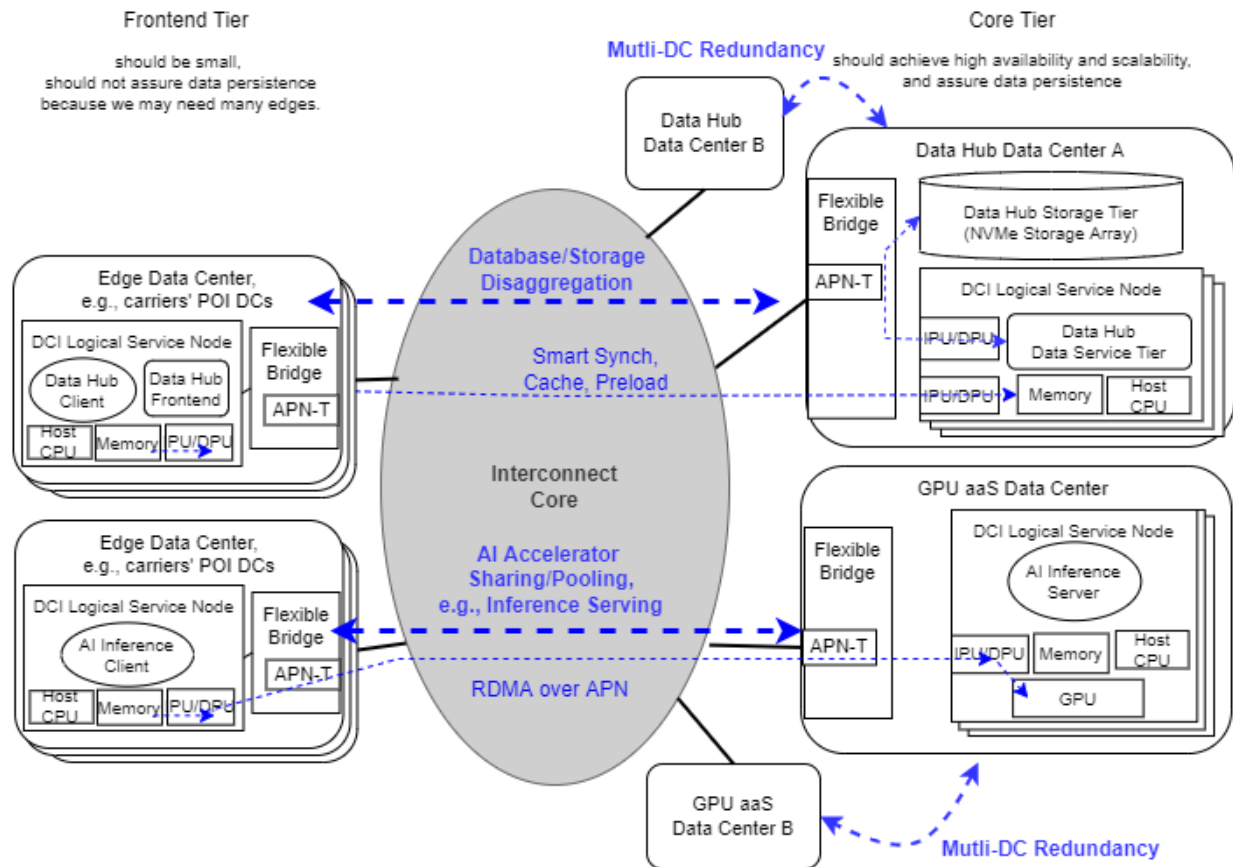 Frontend Tier
should be small,
should not assure data persistence
because we may need many edges.
Core Tier
should achieve high availability and scalability,
and assure data persistence
Mutli-DC Redundancy
Data Hub
Data Center B
Data Hub Data Center A
Flexible
Bridge
APN-T
Data Hub Storage Tier
(NVMe Storage Array)
DCI Logical Service Node
IPU/DPU
Data Hub
Data Service Tier
IPU/DPU
Memory
Host
CPU
Database/Storage
Disaggregation
Smart Synch,
Cache, Preload
Edge Data Center,
e.g., carriers' POI DCs
DCI Logical Service Node
Data Hub
Client
Data Hub
Frontend
Host
CPU
Memory
PU/DPU
Flexible
Bridge
APN-T
Interconnect
Core
AI Accelerator
Sharing/Pooling,
e.g., Inference Serving
RDMA over APN
Edge Data Center,
e.g., carriers' POI DCs
DCI Logical Service Node
AI Inference
Client
Host
CPU
Memory
PU/DPU
Flexible
Bridge
APN-T
GPU aaS Data Center
Flexible
Bridge
APN-T
DCI Logical Service Node
AI Inference
Server
IPU/DPU
Memory
Host
CPU
GPU
GPU aaS
Data Center B
Mutli-DC Redundancy